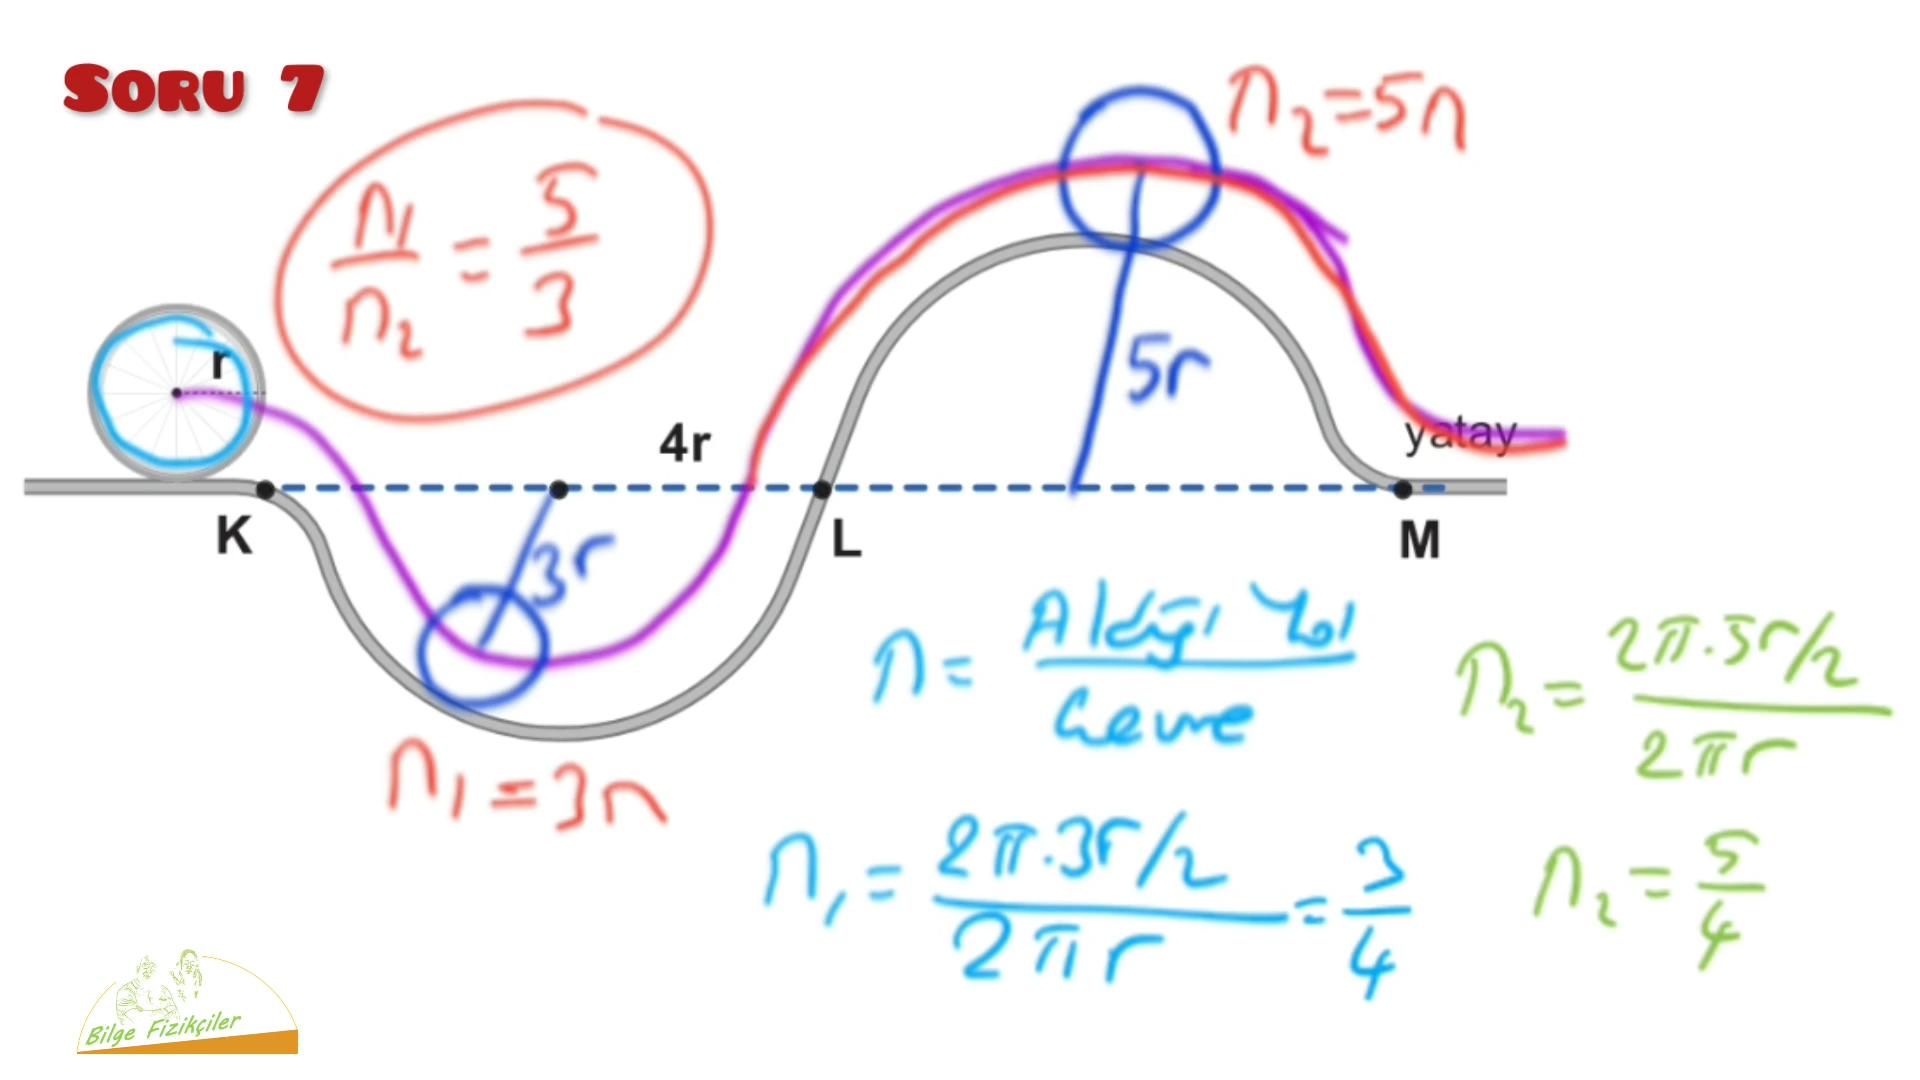 SORU 7
n₂=5n
n₁/n₂ = 5/3
r
4r
5r
yatay
K
L
M
3r
n = Aldığı Yol / Çevre
n₂ = 2π.5r/2 / 2πr
n₁=3n
n₁ = 2π.3r/2 / 2πr = 3/4
n₂ = 5/4
Bilge Fizikçiler